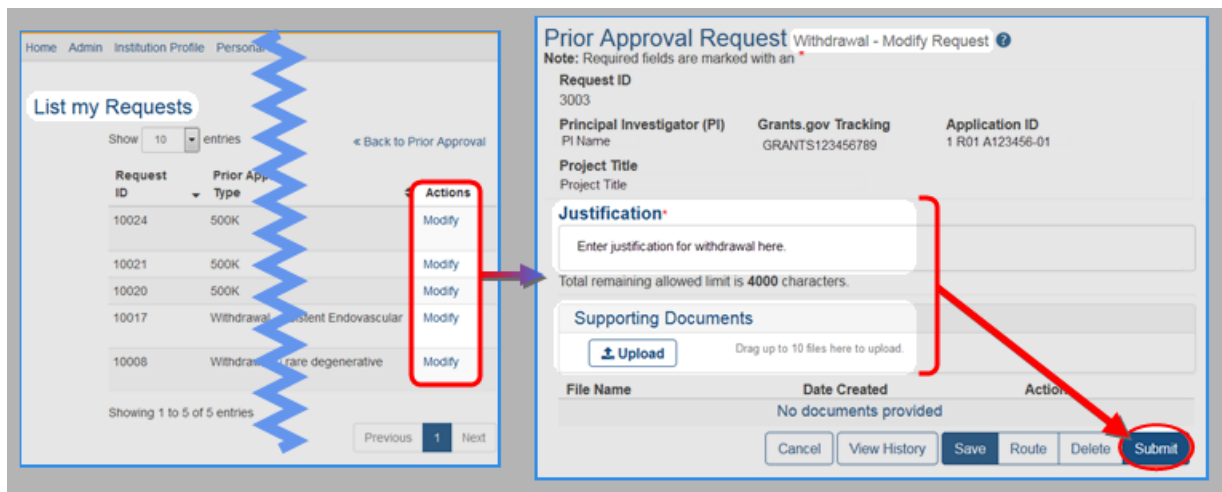 Home Admin Institution Profile Personal
List my Requests
Show 10 entries
« Back to Prior Approval
Request ID Prior App Type Actions
10024 500K Modify
10021 500K Modify
10020 500K Modify
10017 Withdrawal Endovascular Modify
10008 rare degenerative Modify
Showing 1 to 5 of 5 entries
Previous 1 Next
Prior Approval Request Withdrawal - Modify Request ?
Note: Required fields are marked with an *
Request ID
3003
Principal Investigator (PI) Grants.gov Tracking Application ID
PI Name GRANTS123456789 1 R01 A123456-01
Project Title
Project Title
Justification*
Enter justification for withdrawal here.
Total remaining allowed limit is 4000 characters.
Supporting Documents
Upload Drag up to 10 files here to upload.
File Name Date Created Action
No documents provided
Cancel View History Save Route Delete Submit